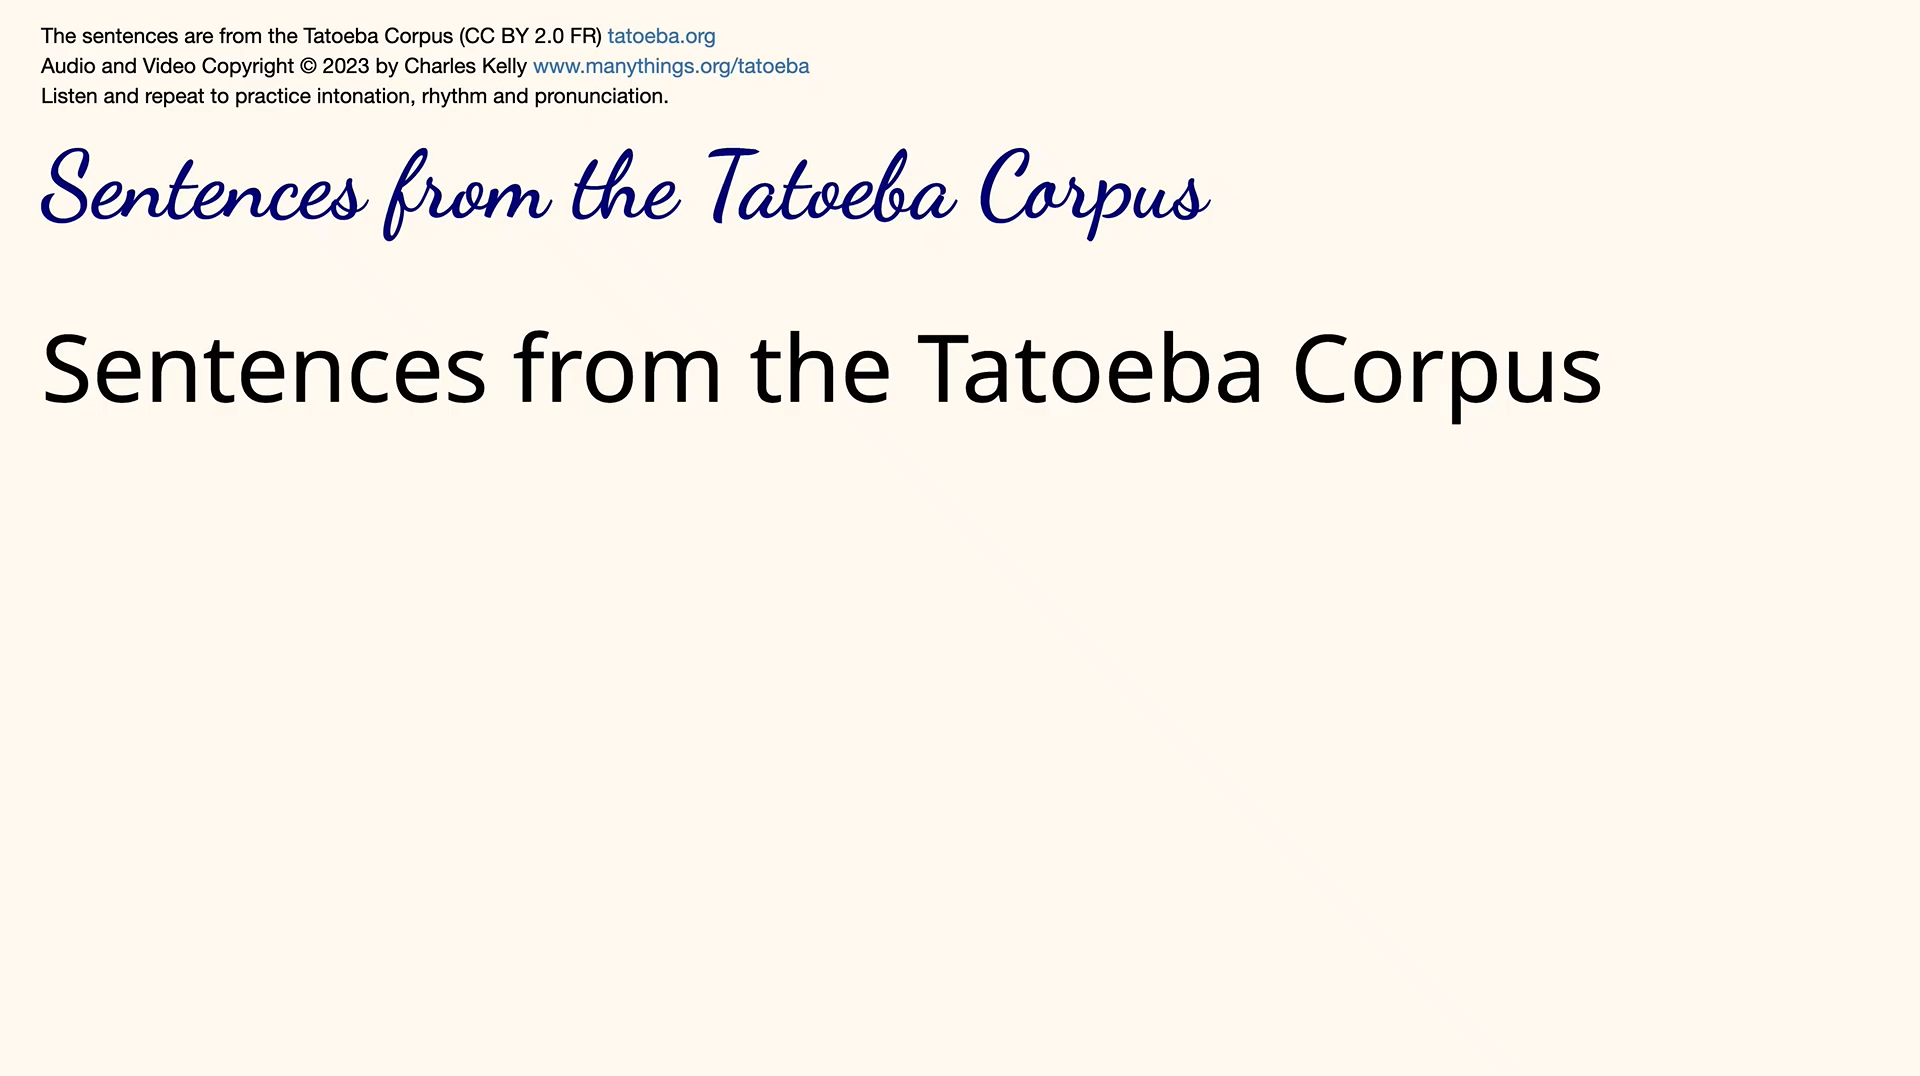 The sentences are from the Tatoeba Corpus (CC BY 2.0 FR) tatoeba.org
Audio and Video Copyright © 2023 by Charles Kelly www.manythings.org/tatoeba
Listen and repeat to practice intonation, rhythm and pronunciation.
Sentences from the Tatoeba Corpus
Sentences from the Tatoeba Corpus